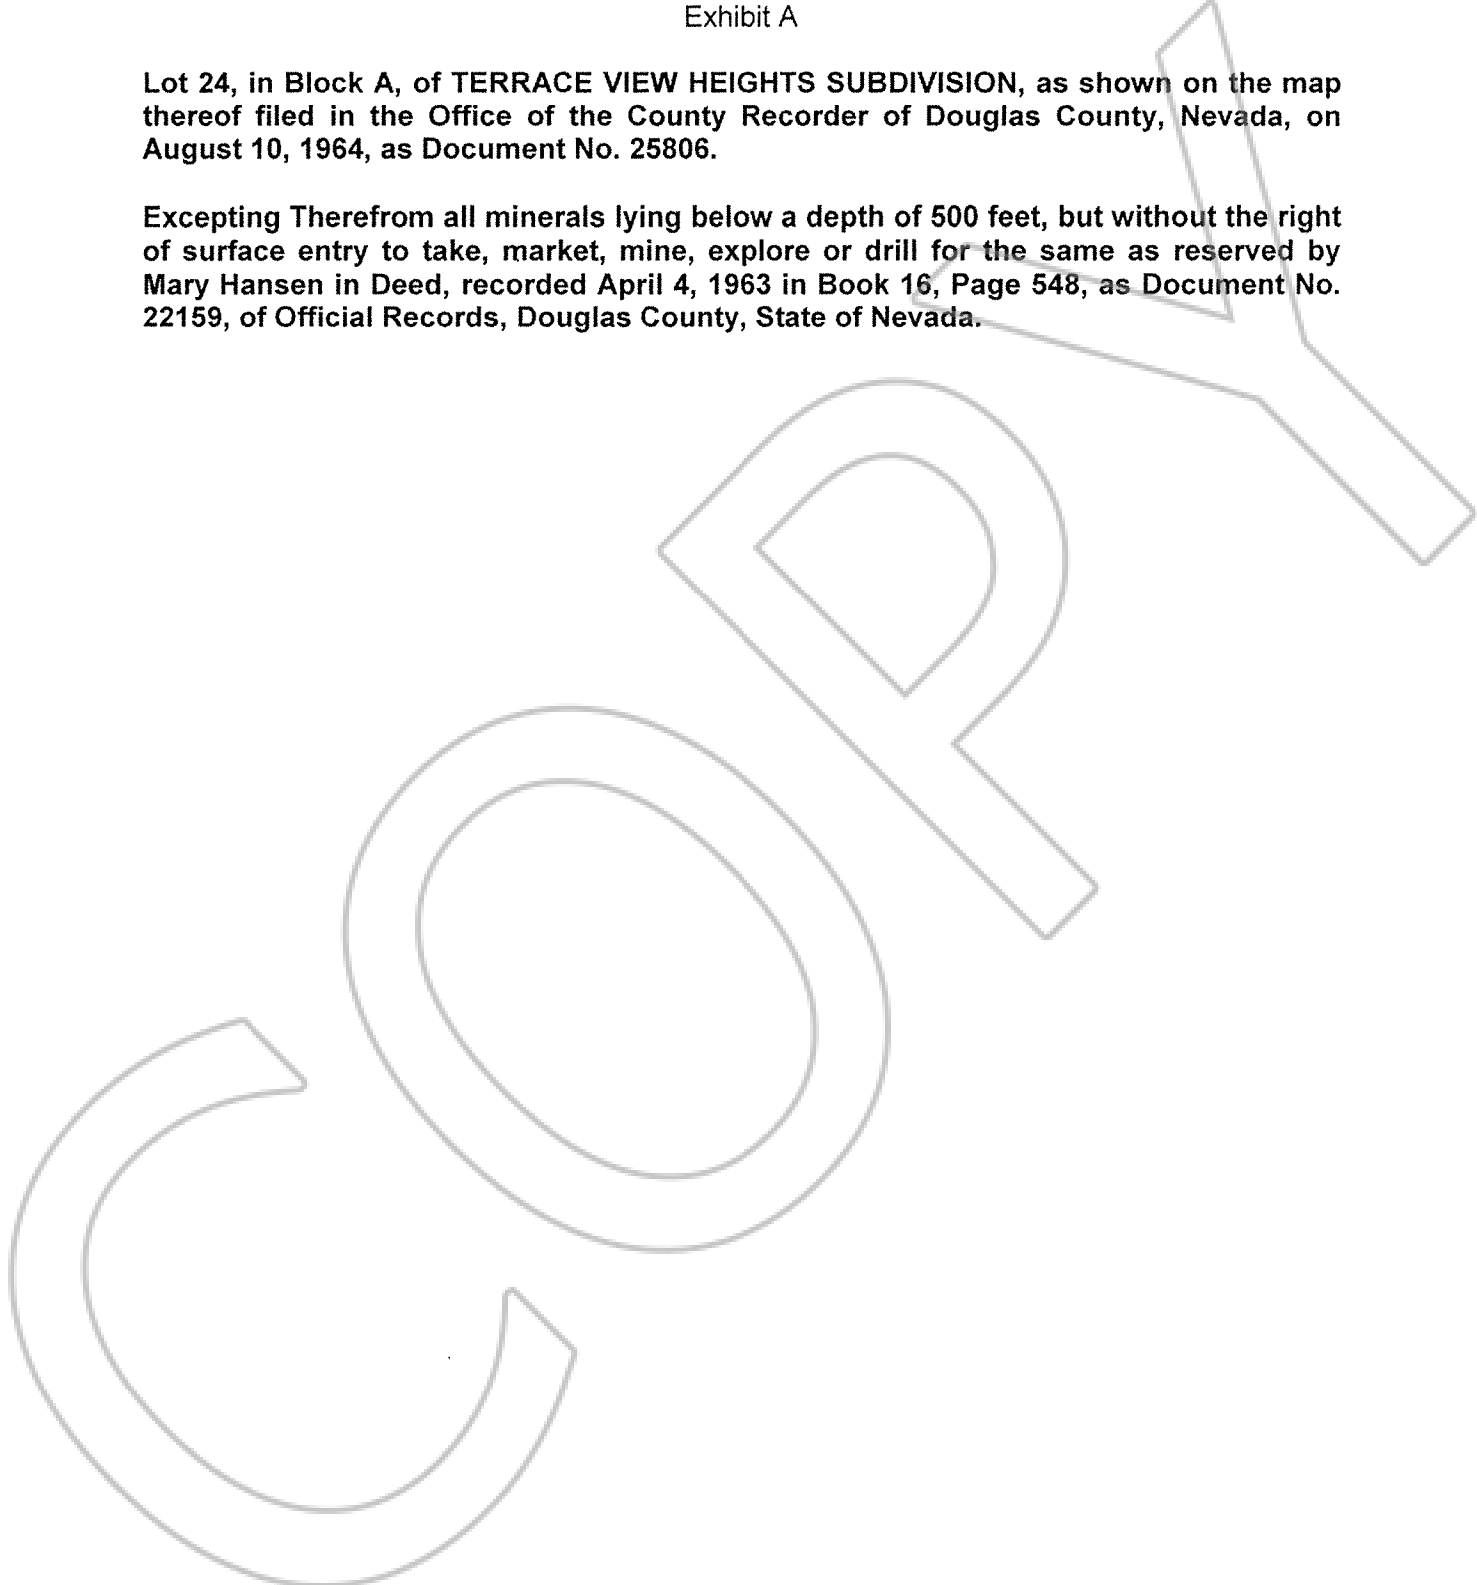 Exhibit A
Lot 24, in Block A, of TERRACE VIEW HEIGHTS SUBDIVISION, as shown on the map
thereof filed in the Office of the County Recorder of Douglas County, Nevada, on
August 10, 1964, as Document No. 25806.
Excepting Therefrom all minerals lying below a depth of 500 feet, but without the right
of surface entry to take, market, mine, explore or drill for the same as reserved by
Mary Hansen in Deed, recorded April 4, 1963 in Book 16, Page 548, as Document No.
22159, of Official Records, Douglas County, State of Nevada.
COPY